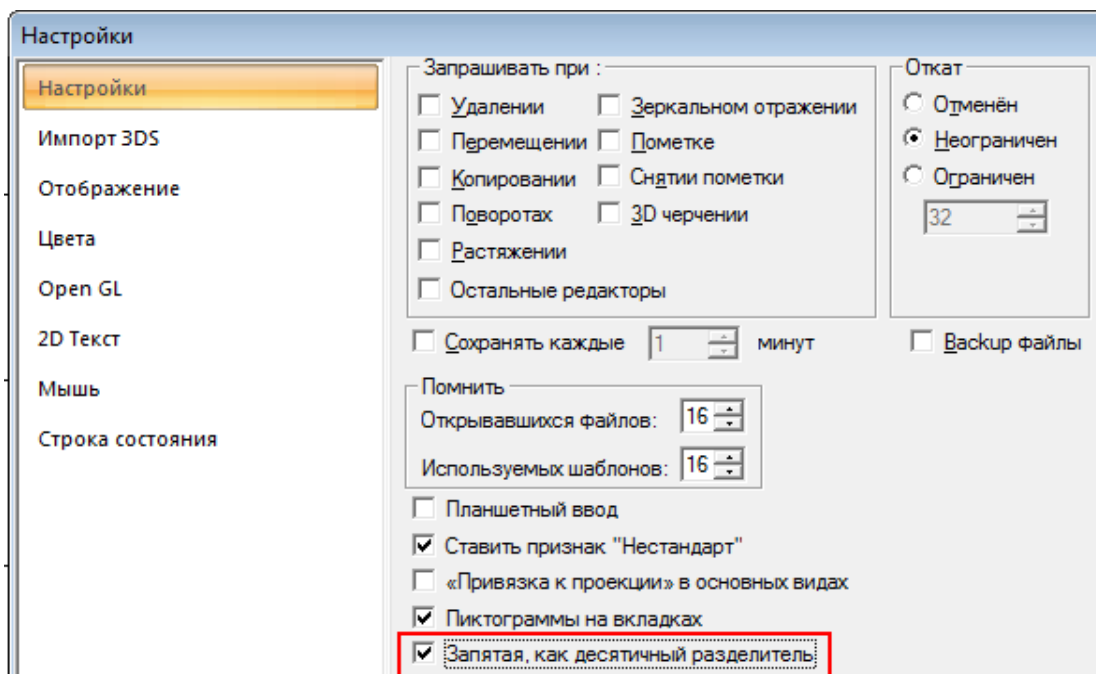 Настройки
Настройки
Импорт 3DS
Отображение
Цвета
Open GL
2D Текст
Мышь
Строка состояния
Запрашивать при :
Удалении
Зеркальном отражении
Перемещении
Пометке
Копировании
Снятии пометки
Поворотах
3D черчении
Растяжении
Остальные редакторы
Откат
Отменён
Неограничен
Ограничен
32
Сохранять каждые 1 минут
Backup файлы
Помнить
Открывавшихся файлов: 16
Используемых шаблонов: 16
Планшетный ввод
Ставить признак "Нестандарт"
«Привязка к проекции» в основных видах
Пиктограммы на вкладках
Запятая, как десятичный разделитель